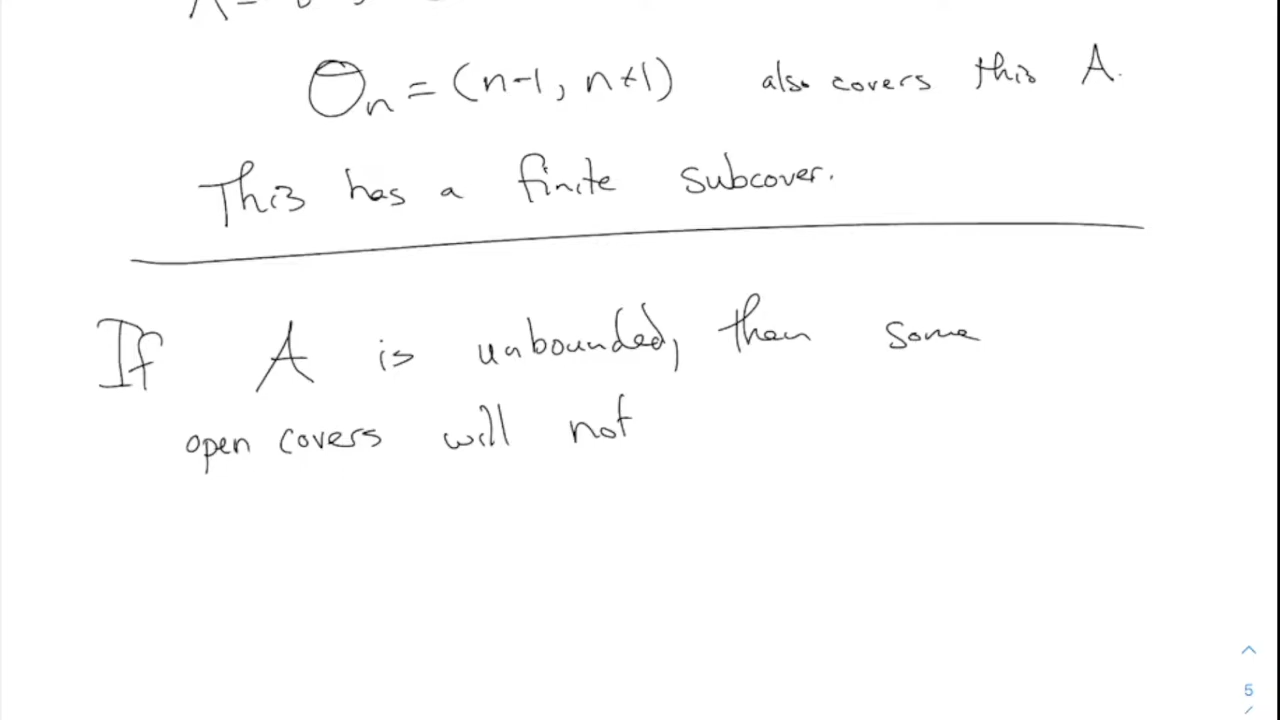 A =
O_n = (n-1, n+1) also covers this A.
This has a finite subcover.
If A is unbounded, then some
open covers will not
5